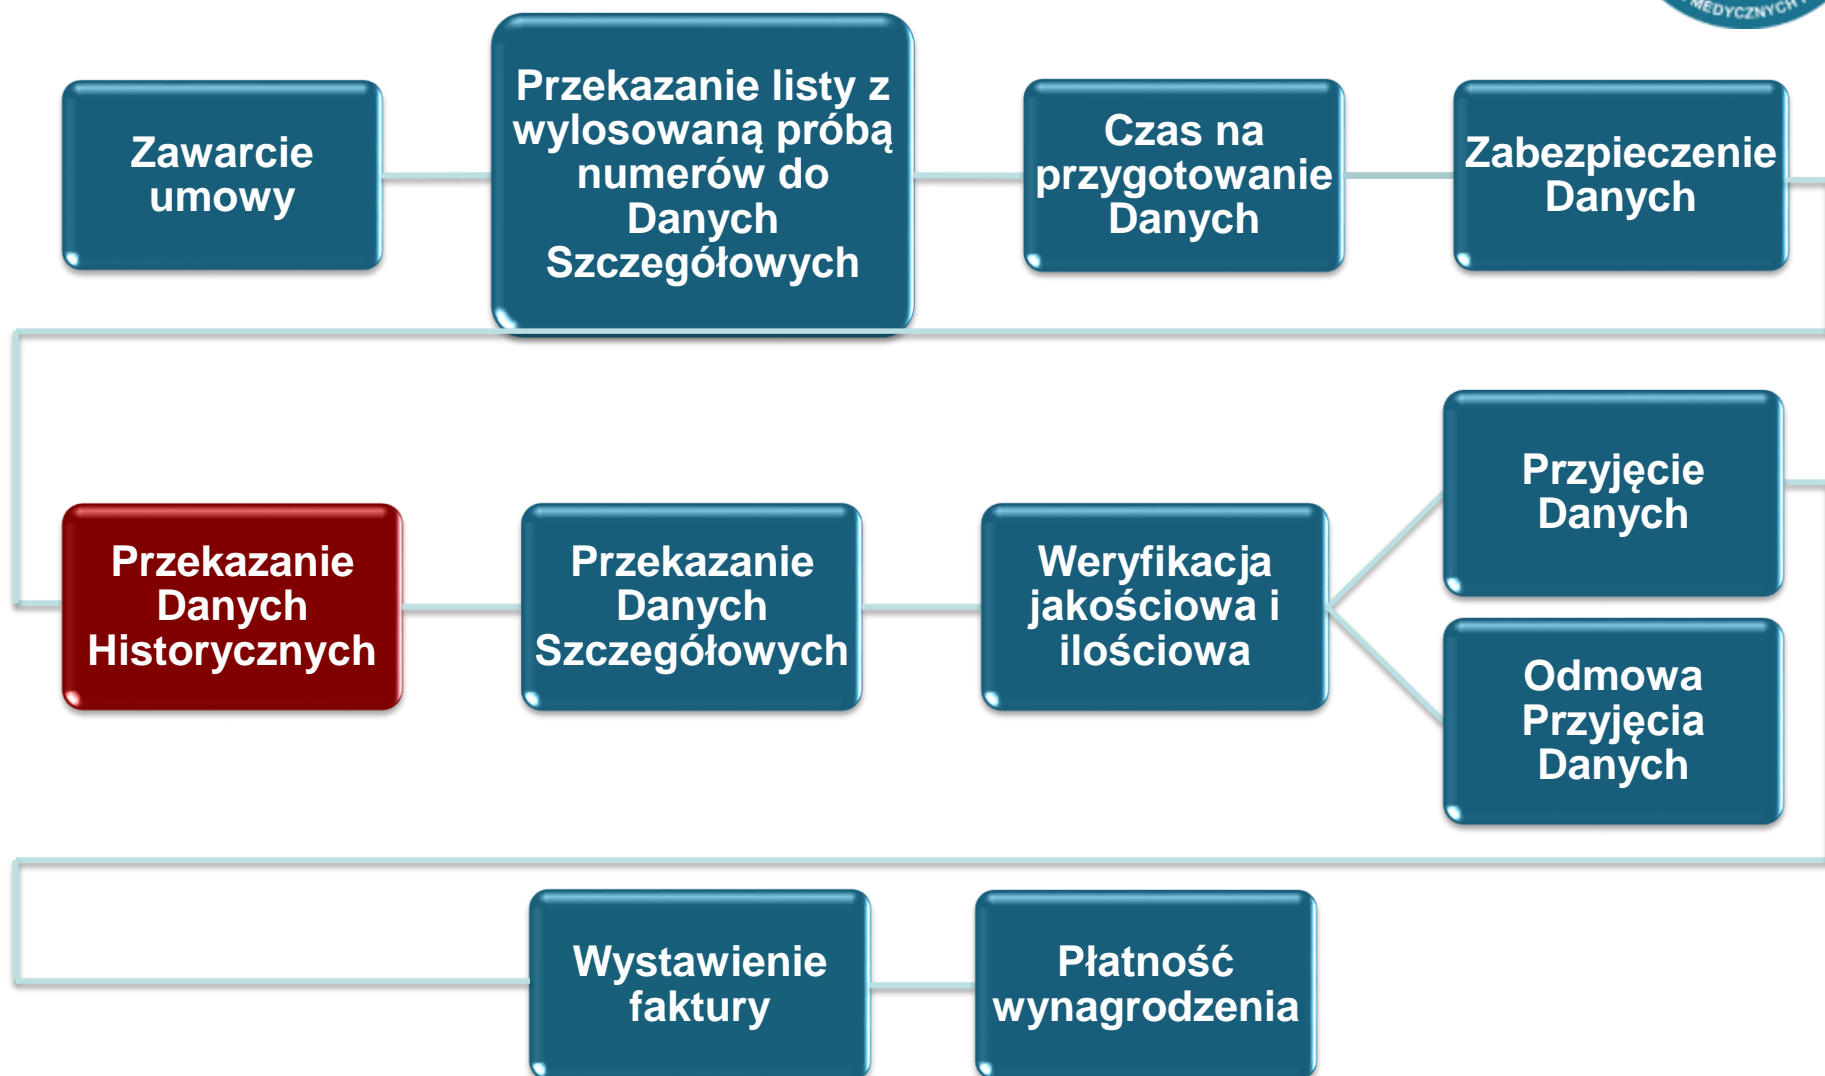 MEDYCZNYCH
Zawarcie
umowy
Przekazanie listy z
wylosowaną próbą
numerów do
Danych
Szczegółowych
Czas na
przygotowanie
Danych
Zabezpieczenie
Danych
Przekazanie
Danych
Historycznych
Przekazanie
Danych
Szczegółowych
Weryfikacja
jakościowa i
ilościowa
Przyjęcie
Danych
Odmowa
Przyjęcia
Danych
Wystawienie
faktury
Płatność
wynagrodzenia